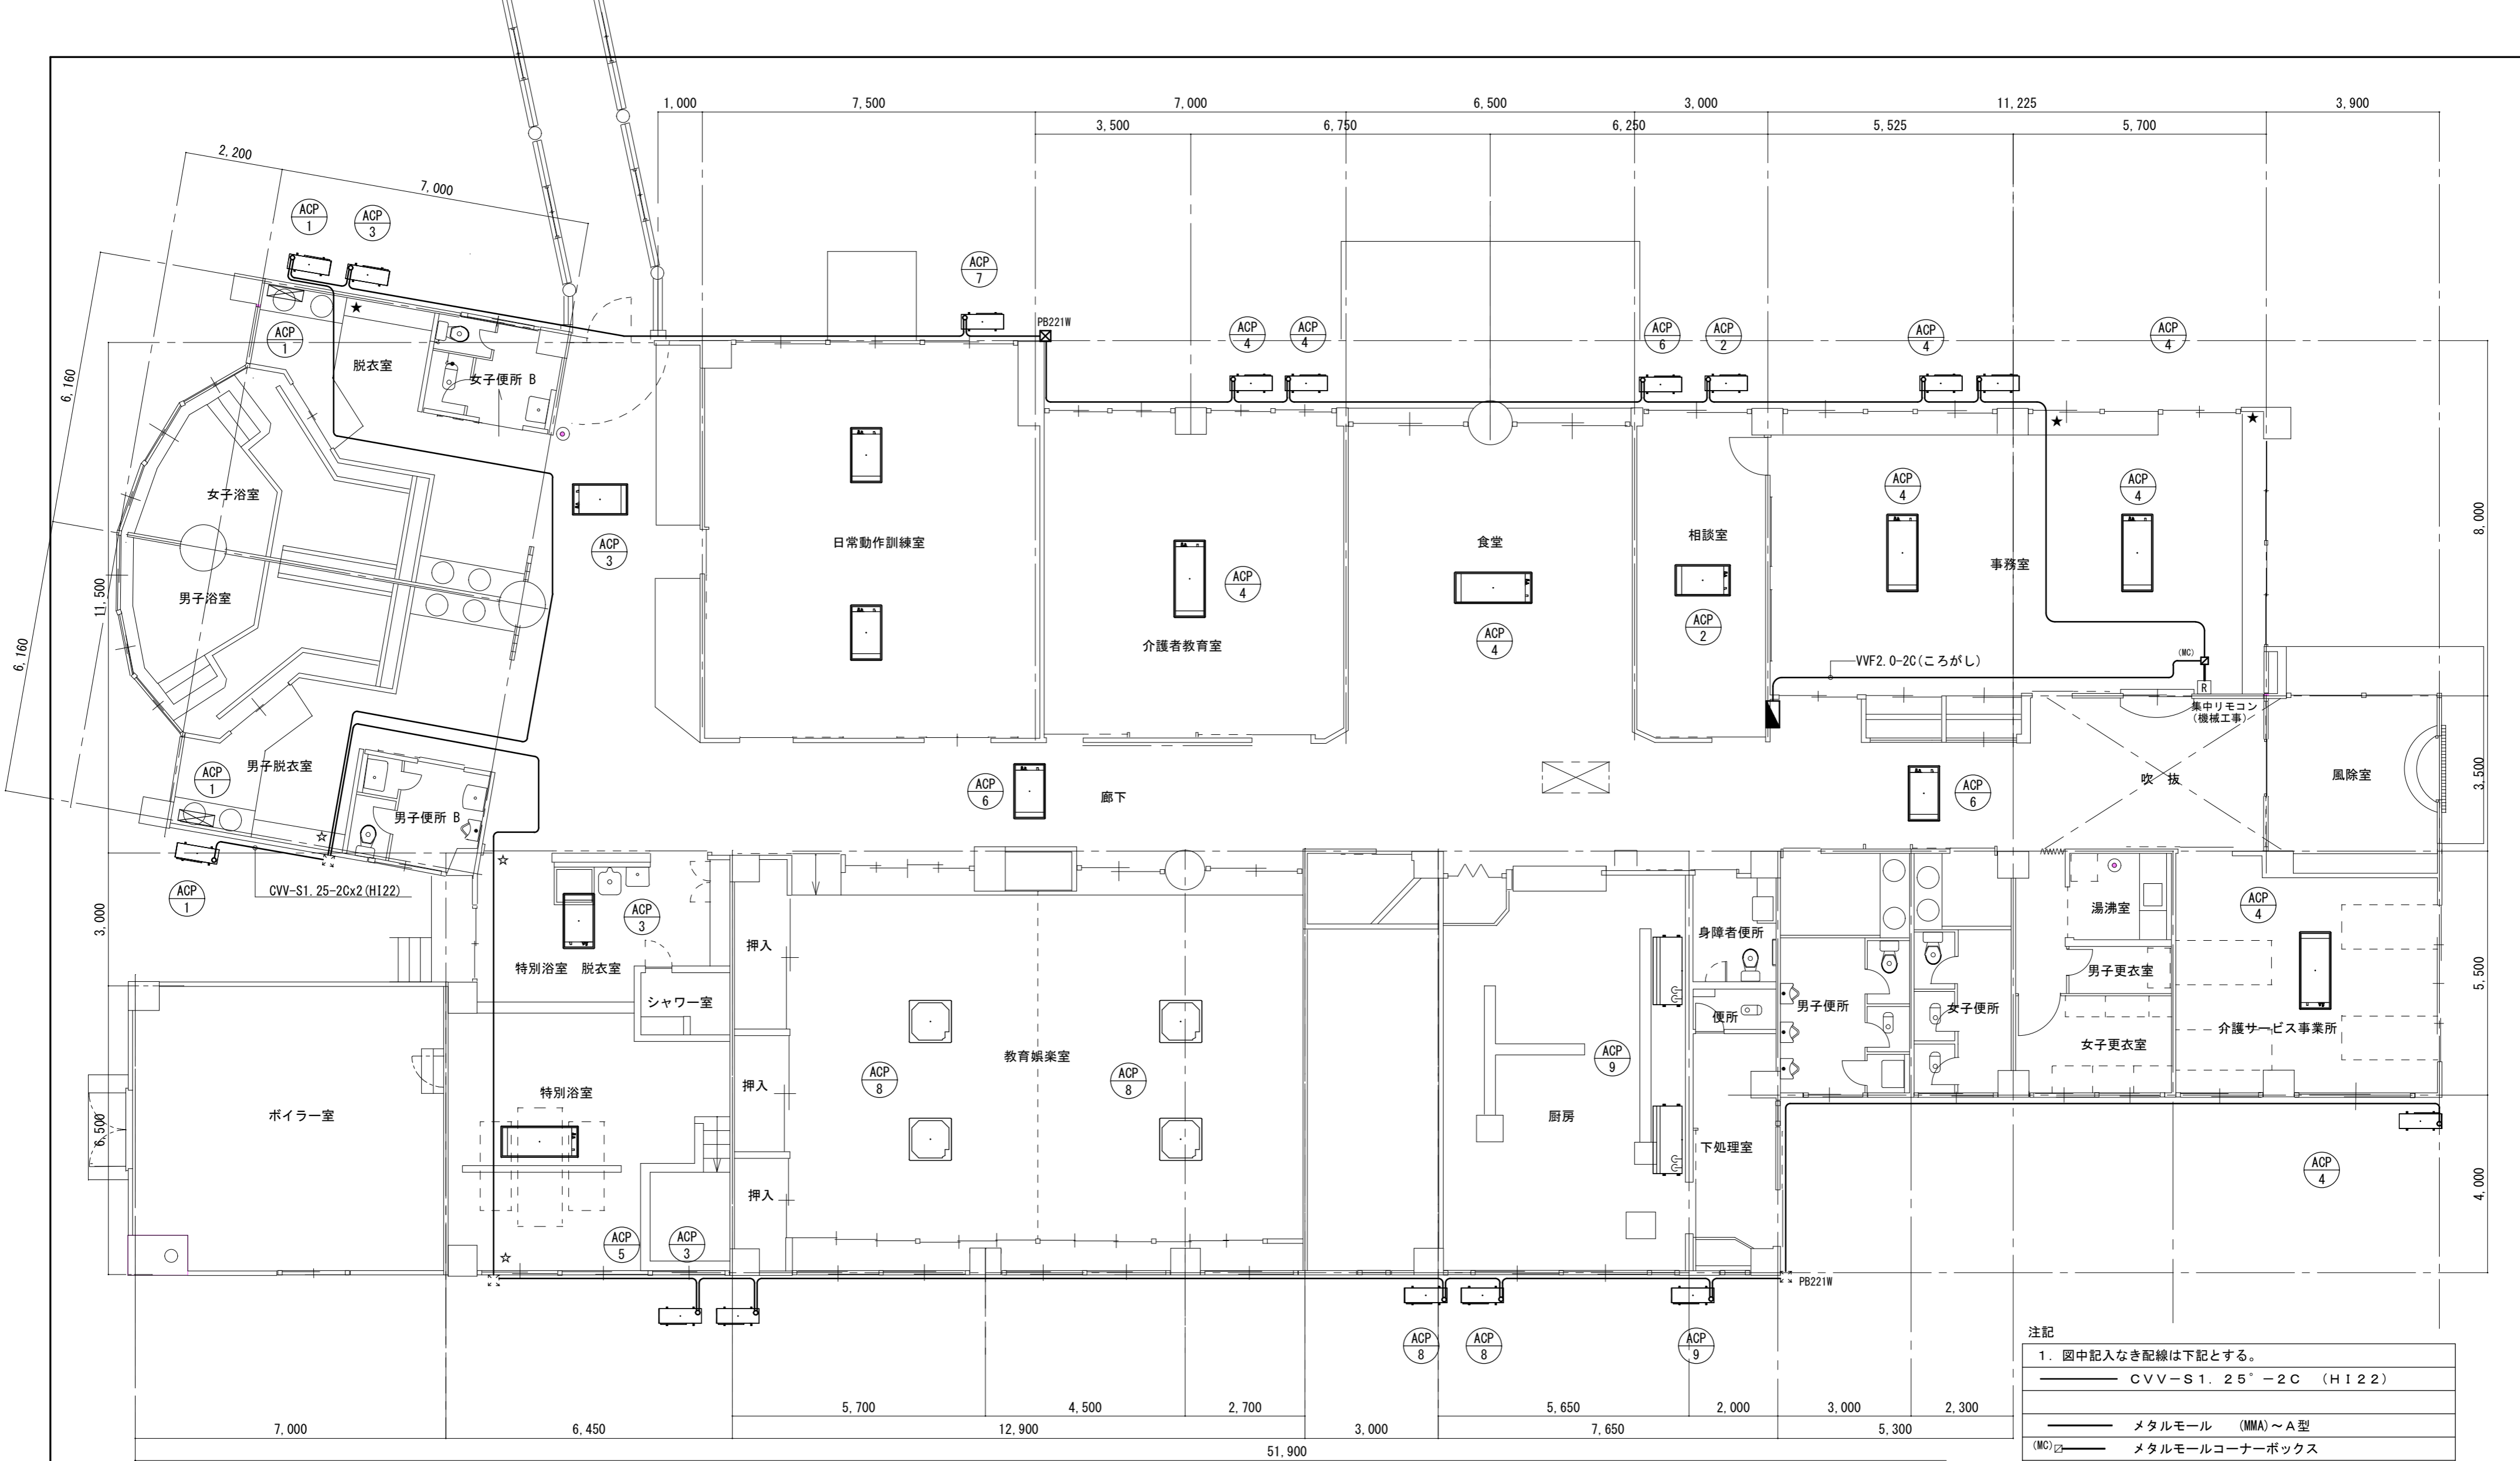 1,000
7,500
7,000
6,500
3,000
11,225
3,900
3,500
6,750
6,250
5,525
5,700
2,200
7,000
6,160
6,160
11,500
3,000
6,500
8,000
3,500
5,500
4,000
ACP
1
ACP
3
ACP
7
PB221W
ACP
4
ACP
4
ACP
6
ACP
2
ACP
4
ACP
4
ACP
1
★
脱衣室
女子便所 B
★
★
女子浴室
男子浴室
ACP
3
日常動作訓練室
ACP
4
介護者教育室
食堂
ACP
4
相談室
ACP
2
ACP
4
ACP
4
事務室
VVF2.0-2C(ころがし)
(MC)
R
集中リモコン
(機械工事)
男子脱衣室
ACP
1
男子便所 B
☆
☆
ACP
6
廊下
ACP
6
吹 抜
風除室
ACP
1
CVV-S1.25-2Cx2(HI22)
ACP
3
特別浴室 脱衣室
シャワー室
押入
押入
押入
教育娯楽室
ACP
8
ACP
8
身障者便所
便所
男子便所
女子便所
湯沸室
男子更衣室
女子更衣室
ACP
4
介護サービス事業所
ボイラー室
特別浴室
ACP
9
厨房
下処理室
☆
ACP
5
ACP
3
ACP
4
PB221W
ACP
8
ACP
8
ACP
9
5,700
4,500
2,700
5,650
2,000
3,000
2,300
7,000
6,450
12,900
3,000
7,650
5,300
51,900
注記
1. 図中記入なき配線は下記とする。
CVV-S1.25°-2C (HI22)
メタルモール (MMA)～A型
(MC) メタルモールコーナーボックス